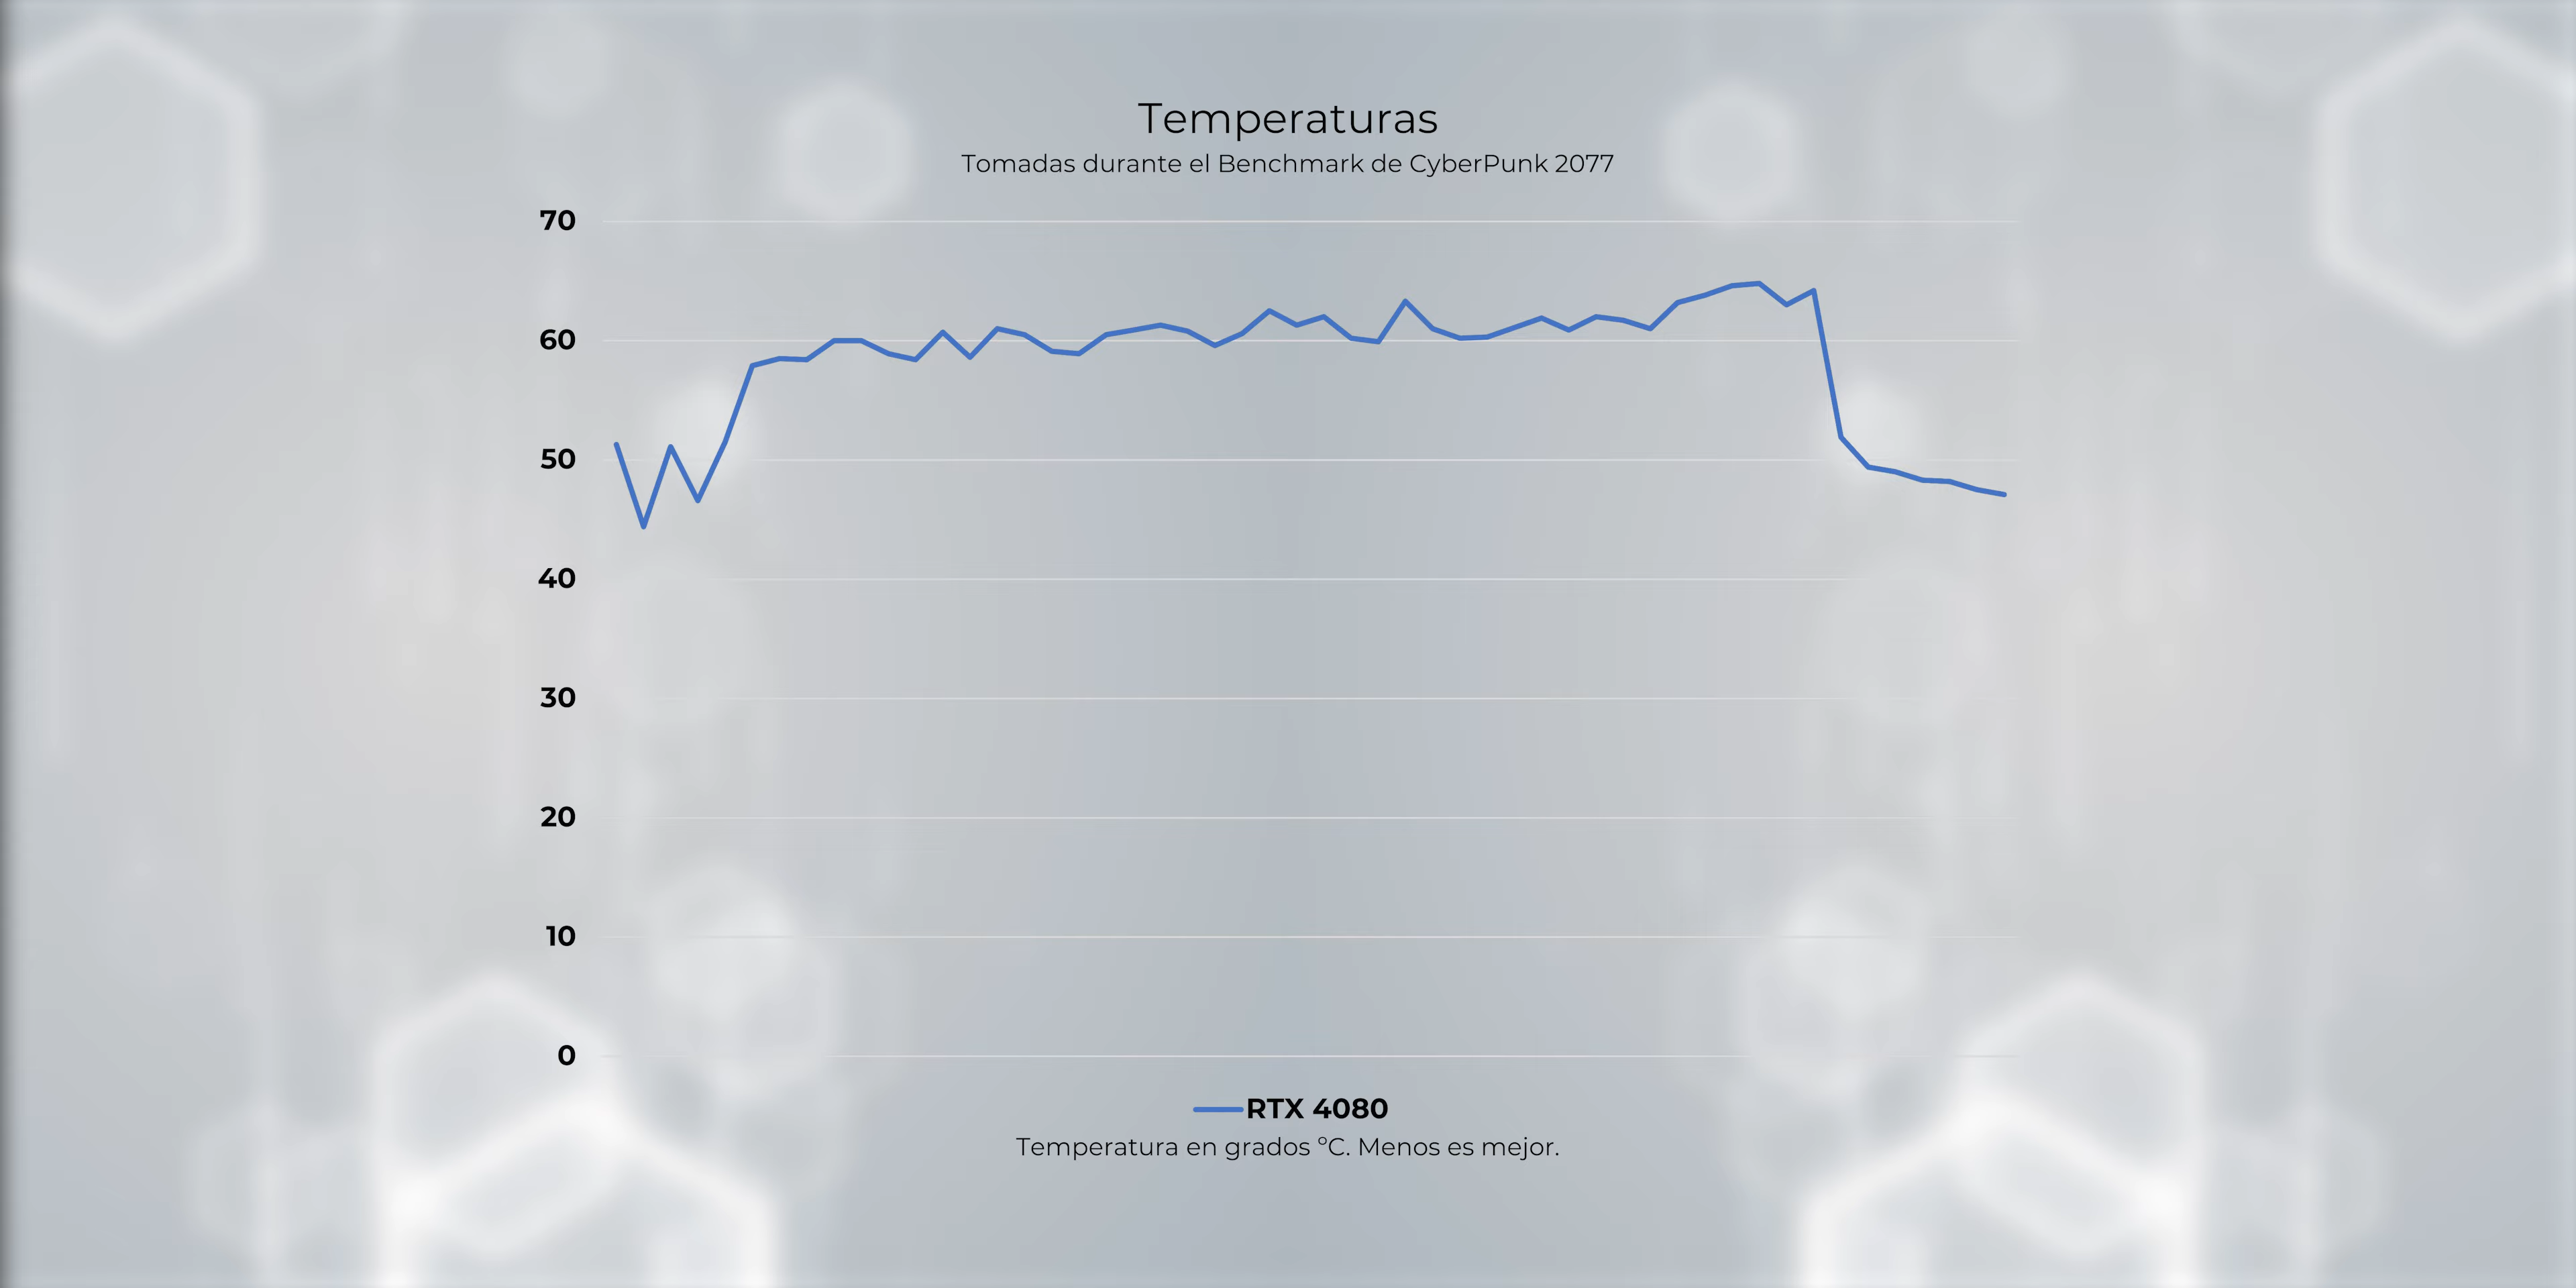 Temperaturas
Tomadas durante el Benchmark de CyberPunk 2077
70
60
50
40
30
20
10
0
RTX 4080
Temperatura en grados ºC. Menos es mejor.